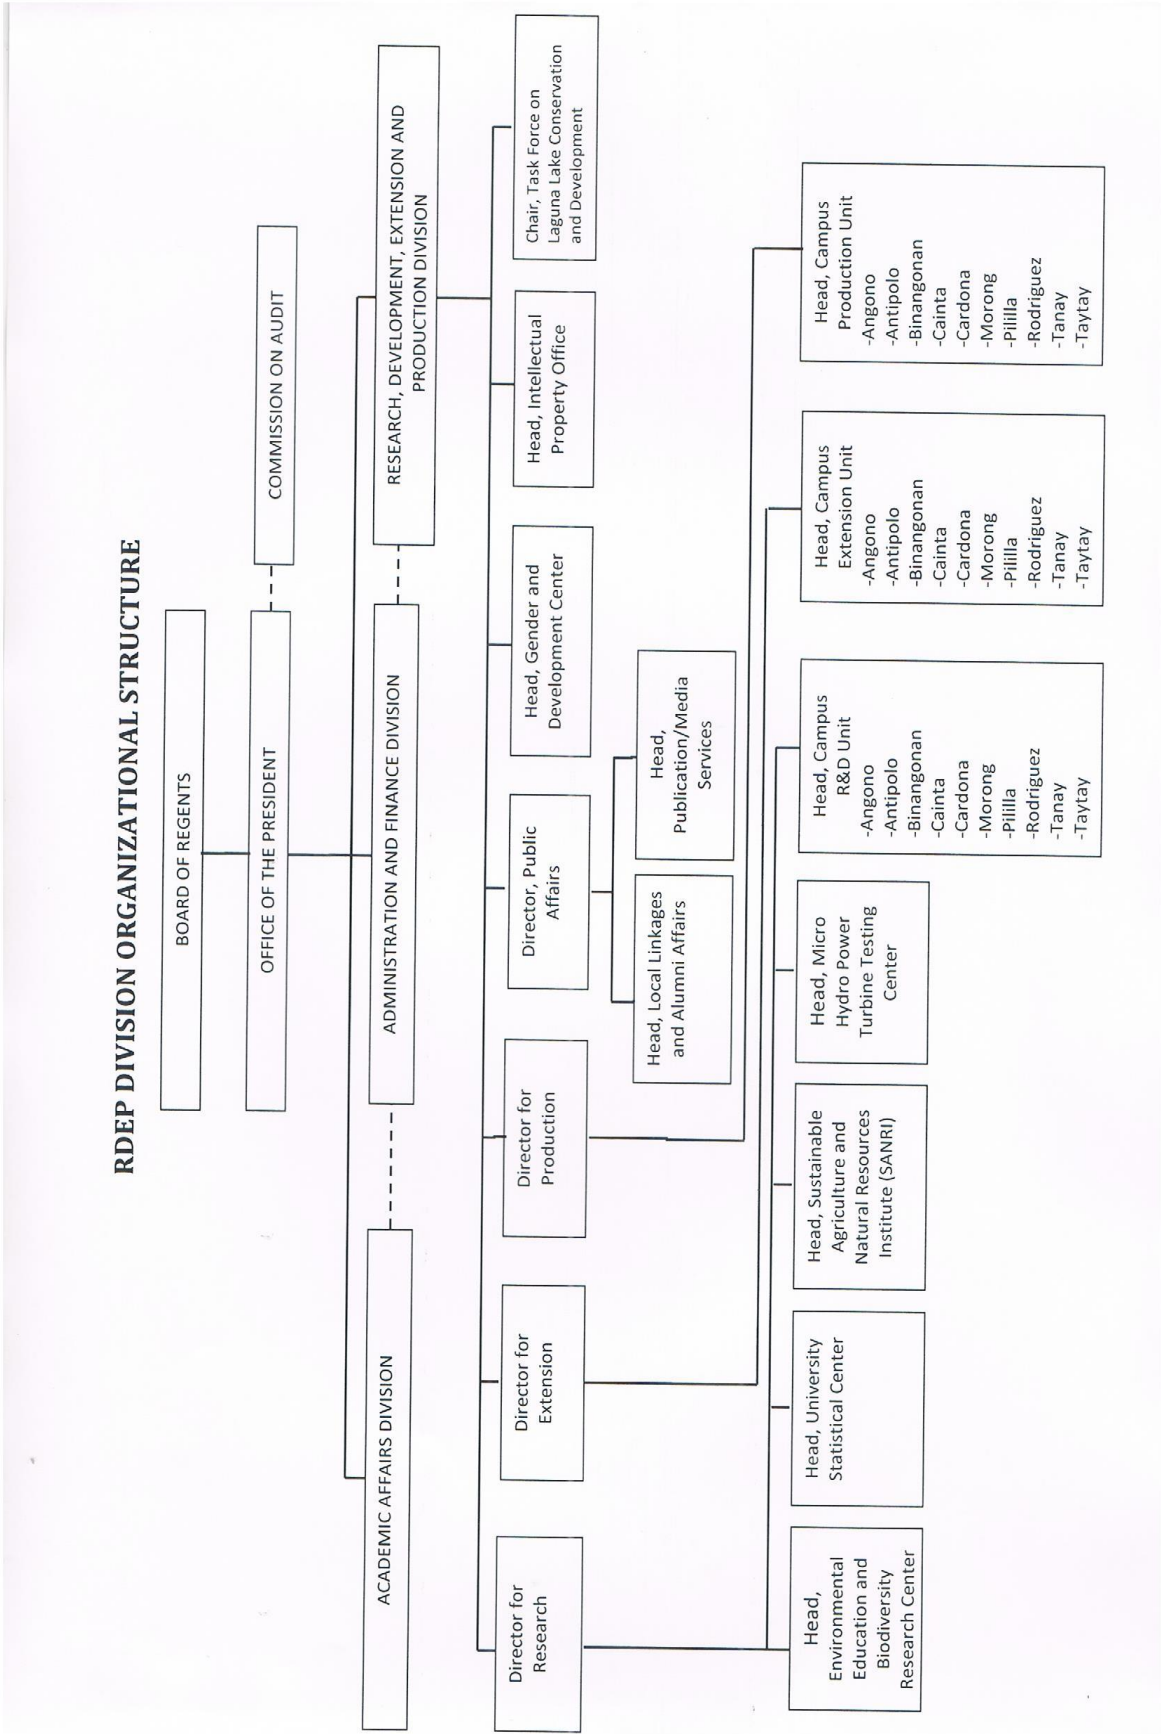 RDEP DIVISION ORGANIZATIONAL STRUCTURE
BOARD OF REGENTS
OFFICE OF THE PRESIDENT
COMMISSION ON AUDIT
ACADEMIC AFFAIRS DIVISION
ADMINISTRATION AND FINANCE DIVISION
RESEARCH, DEVELOPMENT, EXTENSION AND
PRODUCTION DIVISION
Director for
Research
Director for
Extension
Director for
Production
Director, Public
Affairs
Head, Gender and
Development Center
Head, Intellectual
Property Office
Chair, Task Force on
Laguna Lake Conservation
and Development
Head, Local Linkages
and Alumni Affairs
Head,
Publication/Media
Services
Head,
Environmental
Education and
Biodiversity
Research Center
Head, University
Statistical Center
Head, Sustainable
Agriculture and
Natural Resources
Institute (SANRI)
Head, Micro
Hydro Power
Turbine Testing
Center
Head, Campus
R&D Unit
-Angono
-Antipolo
-Binangonan
-Cainta
-Cardona
-Morong
-Pililla
-Rodriguez
-Tanay
-Taytay
Head, Campus
Extension Unit
-Angono
-Antipolo
-Binangonan
-Cainta
-Cardona
-Morong
-Pililla
-Rodriguez
-Tanay
-Taytay
Head, Campus
Production Unit
-Angono
-Antipolo
-Binangonan
-Cainta
-Cardona
-Morong
-Pililla
-Rodriguez
-Tanay
-Taytay